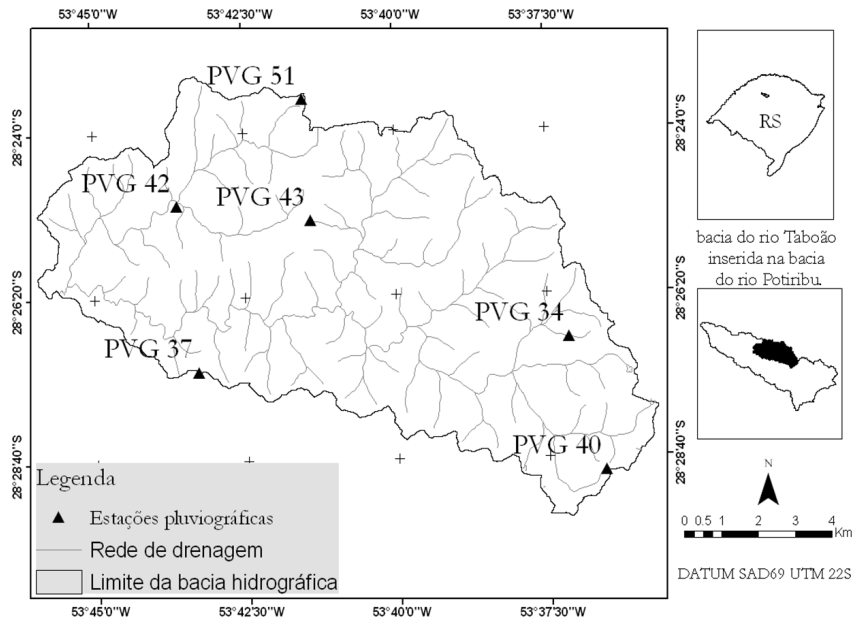 53°45'0"W 53°42'30"W 53°40'0"W 53°37'30"W
PVG 51
28°24'0"S
28°24'0"S
PVG 42
PVG 43
RS
bacia do rio Taboão
inserida na bacia
do rio Potiribu.
28°26'20"S
28°26'20"S
PVG 34
PVG 37
PVG 40
28°28'40"S
28°28'40"S
Legenda
Estações pluviográficas
Rede de drenagem
Limite da bacia hidrográfica
N
0 0.5 1 2 3 4
Km
DATUM SAD69 UTM 22S
53°45'0"W 53°42'30"W 53°40'0"W 53°37'30"W